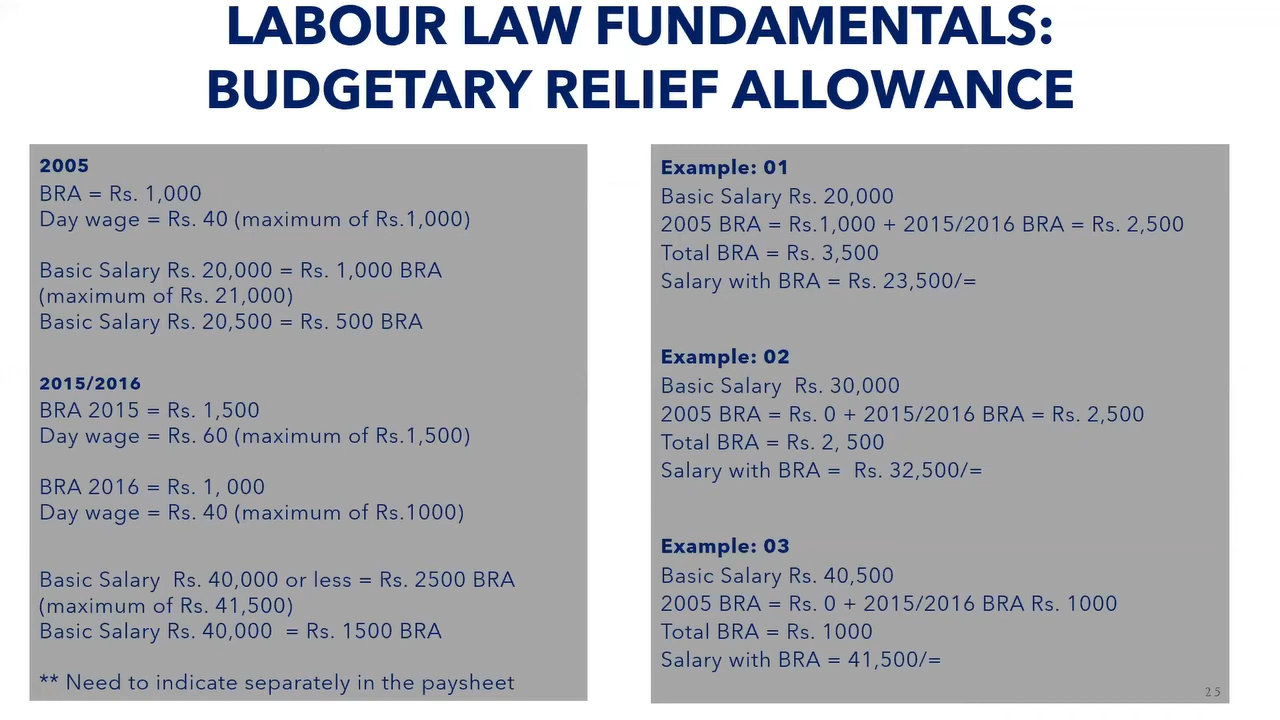 LABOUR LAW FUNDAMENTALS:
BUDGETARY RELIEF ALLOWANCE
2005
BRA = Rs. 1,000
Day wage = Rs. 40 (maximum of Rs.1,000)
Basic Salary Rs. 20,000 = Rs. 1,000 BRA
(maximum of Rs. 21,000)
Basic Salary Rs. 20,500 = Rs. 500 BRA
2015/2016
BRA 2015 = Rs. 1,500
Day wage = Rs. 60 (maximum of Rs.1,500)
BRA 2016 = Rs. 1, 000
Day wage = Rs. 40 (maximum of Rs.1000)
Basic Salary  Rs. 40,000 or less = Rs. 2500 BRA
(maximum of Rs. 41,500)
Basic Salary Rs. 40,000  = Rs. 1500 BRA
** Need to indicate separately in the paysheet
Example: 01
Basic Salary Rs. 20,000
2005 BRA = Rs.1,000 + 2015/2016 BRA = Rs. 2,500
Total BRA = Rs. 3,500
Salary with BRA = Rs. 23,500/=
Example: 02
Basic Salary  Rs. 30,000
2005 BRA = Rs. 0 + 2015/2016 BRA = Rs. 2,500
Total BRA = Rs. 2, 500
Salary with BRA =  Rs. 32,500/=
Example: 03
Basic Salary Rs. 40,500
2005 BRA = Rs. 0 + 2015/2016 BRA Rs. 1000
Total BRA = Rs. 1000
Salary with BRA = 41,500/=
25